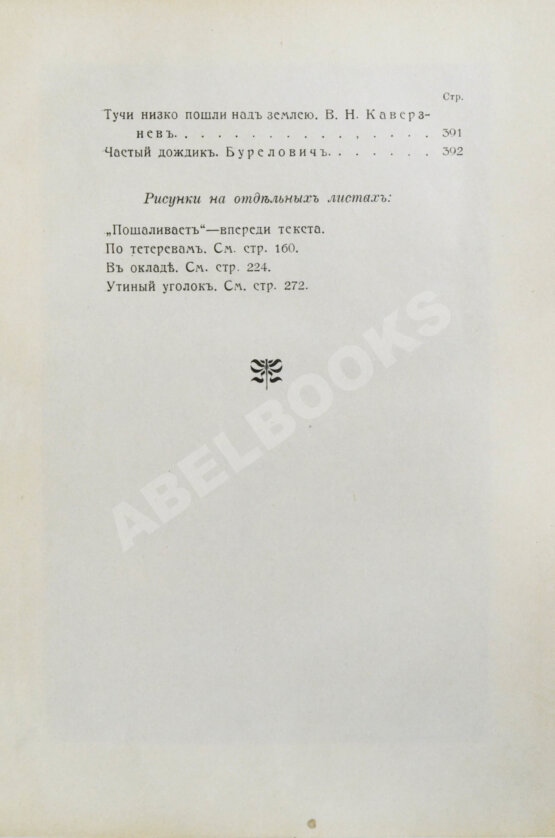 Стр.
Тучи низко пошли надъ землею. В. Н. Каверз-
невъ. . . . . . . . . . . . . . . . . 391
Частый дождик. Буреловичъ. . . . . . . 392
Рисунки на отдѣльныхъ листахъ:
„Пошаливаетъ“—впереди текста.
По тетеревамъ. См. стр. 160.
Въ окладѣ. См. стр. 224.
Утиный уголокъ. См. стр. 272.
ABELBOOKS